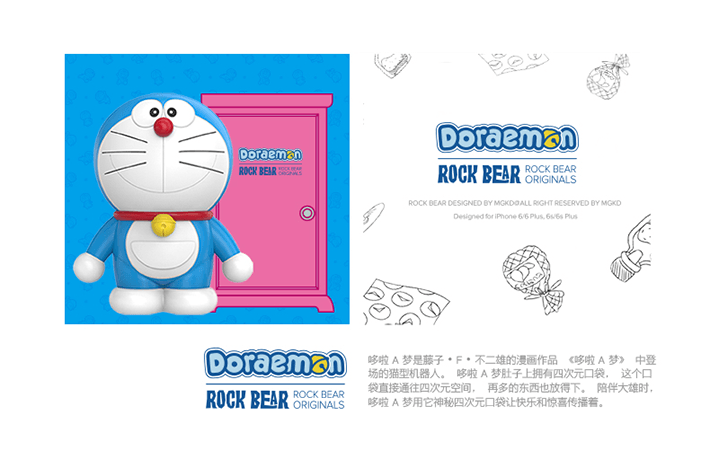 Doraemon
ROCK BEAR ROCK BEAR ORIGINALS
Doraemon
ROCK BEAR ROCK BEAR ORIGINALS
ROCK BEAR DESIGNED BY MGKD@ALL RIGHT RESERVED BY MGKD
Designed for iPhone 6/6 Plus, 6s/6s Plus
Doraemon
ROCK BEAR ROCK BEAR ORIGINALS
哆啦 A 梦是藤子・F・不二雄的漫画作品 《哆啦 A 梦》 中登
场的猫型机器人。 哆啦 A 梦肚子上拥有四次元口袋， 这个口
袋直接通往四次元空间， 再多的东西也放得下。 陪伴大雄时，
哆啦 A 梦用它神秘四次元口袋让快乐和惊喜传播着。